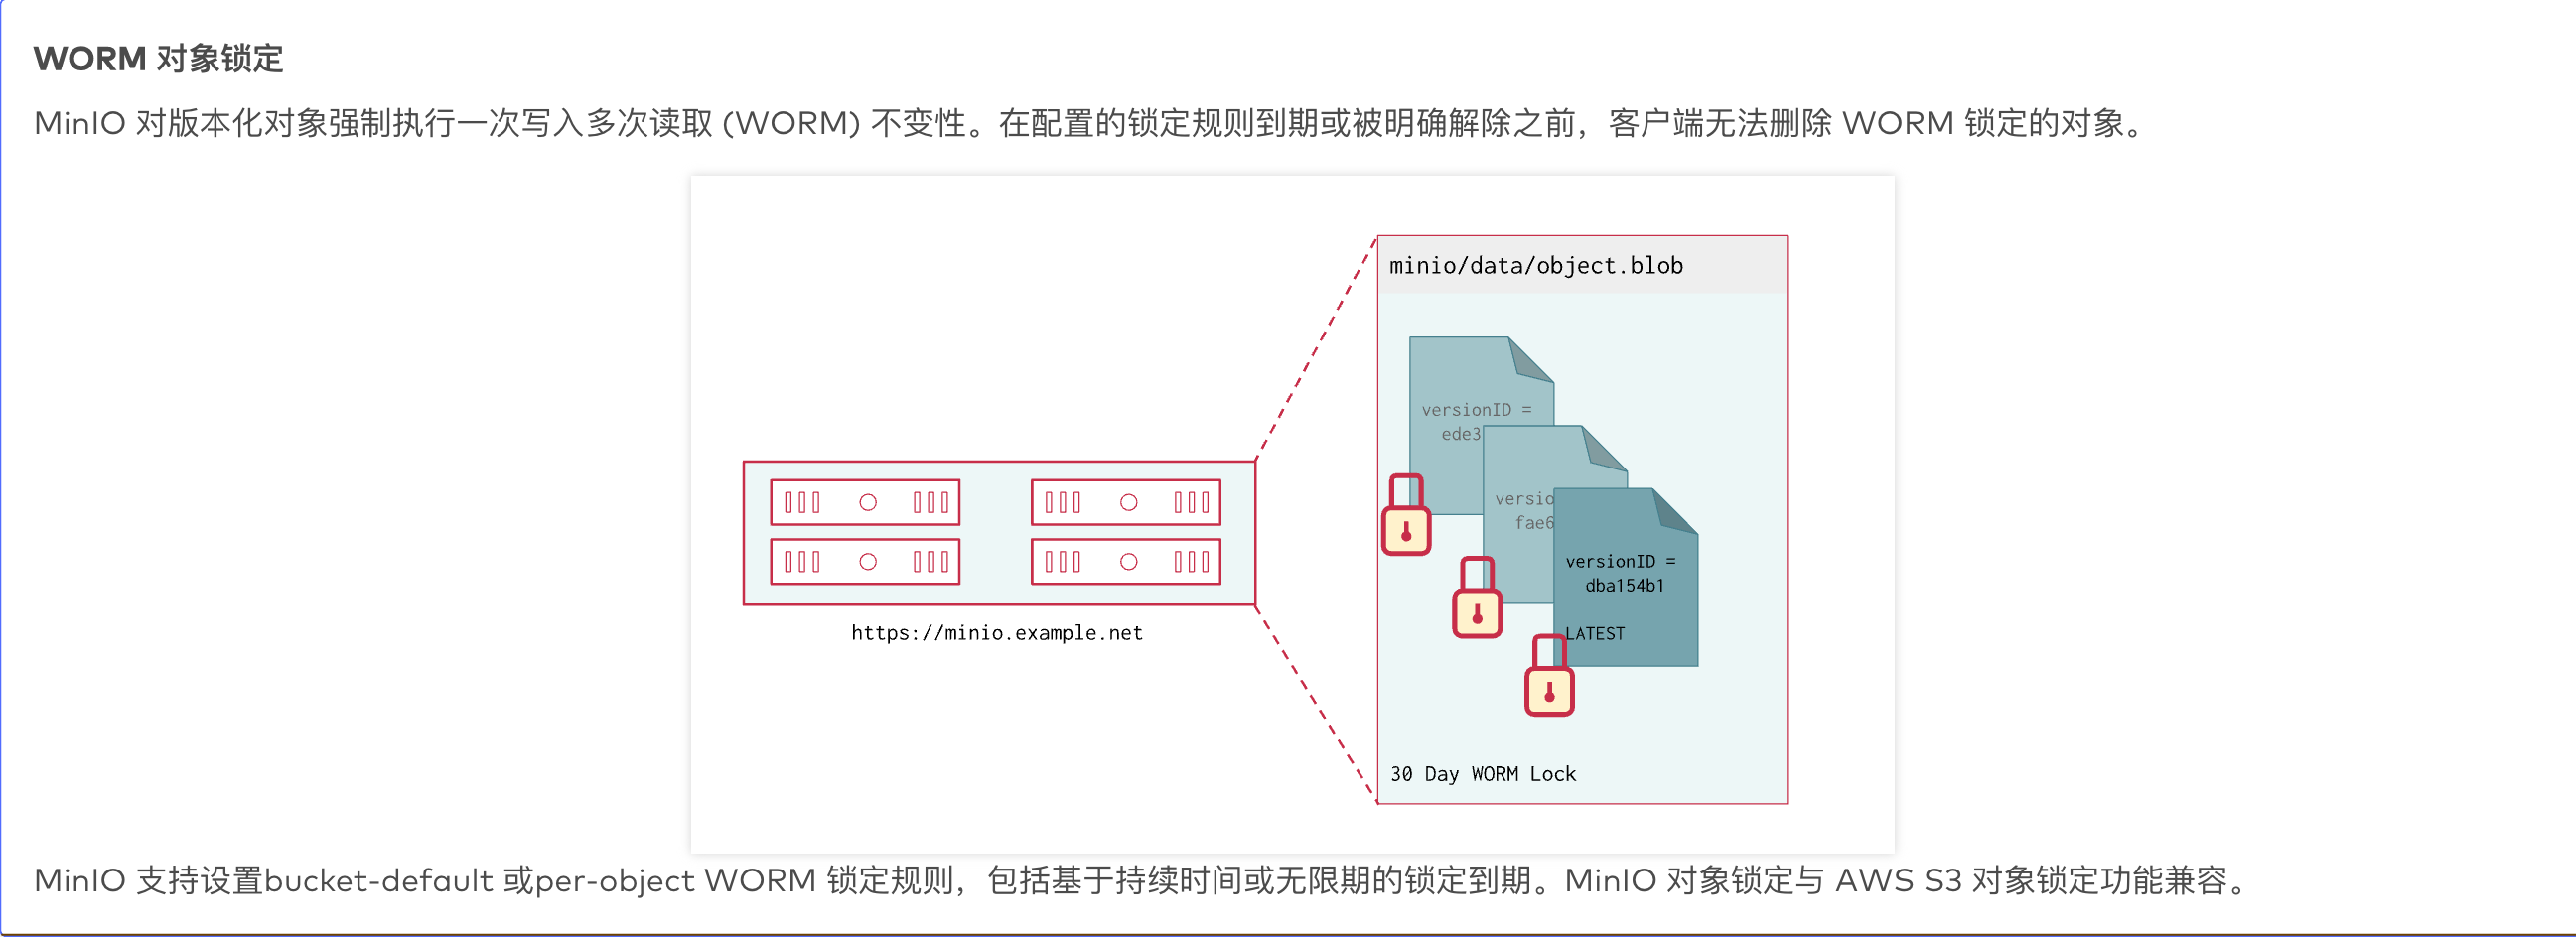 WORM 对象锁定
MinIO 对版本化对象强制执行一次写入多次读取 (WORM) 不变性。在配置的锁定规则到期或被明确解除之前，客户端无法删除 WORM 锁定的对象。
minio/data/object.blob
versionID =
ede3
versio
fae6
versionID =
dba154b1
LATEST
https://minio.example.net
30 Day WORM Lock
MinIO 支持设置bucket-default 或per-object WORM 锁定规则，包括基于持续时间或无限期的锁定到期。MinIO 对象锁定与 AWS S3 对象锁定功能兼容。